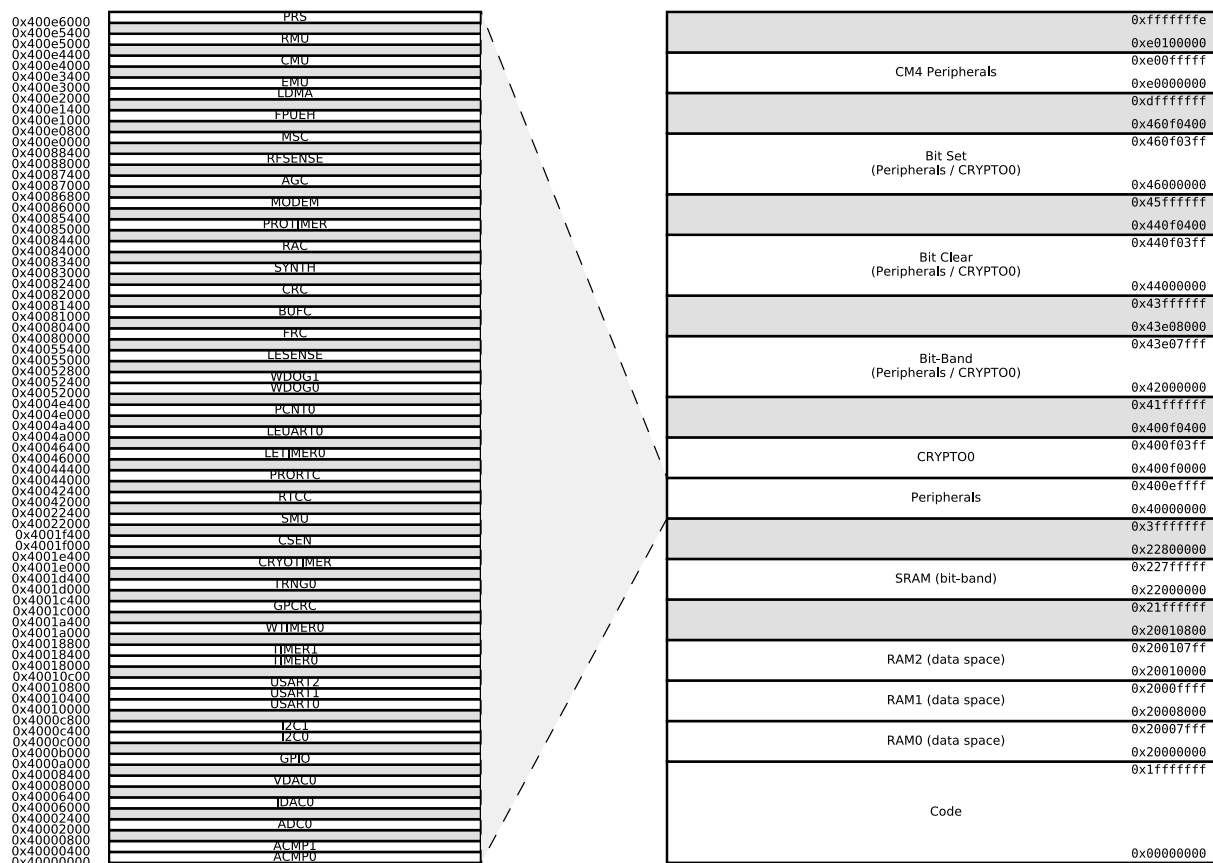 0x400e6000
0x400e5400
0x400e5000
0x400e4400
0x400e4000
0x400e3400
0x400e3000
0x400e2000
0x400e1400
0x400e1000
0x400e0800
0x400e0000
0x40088400
0x40088000
0x40087400
0x40087000
0x40086800
0x40086000
0x40085400
0x40085000
0x40084400
0x40084000
0x40083400
0x40083000
0x40082400
0x40082000
0x40081400
0x40081000
0x40080400
0x40080000
0x40055400
0x40055000
0x40052800
0x40052400
0x40052000
0x4004e400
0x4004e000
0x4004a400
0x4004a000
0x40046400
0x40046000
0x40044400
0x40044000
0x40042400
0x40042000
0x40022400
0x40022000
0x4001f400
0x4001f000
0x4001e400
0x4001e000
0x4001d400
0x4001d000
0x4001c400
0x4001c000
0x4001a400
0x4001a000
0x40018800
0x40018400
0x40018000
0x40010c00
0x40010800
0x40010400
0x40010000
0x4000c800
0x4000c400
0x4000c000
0x4000b000
0x4000a000
0x40008400
0x40008000
0x40006400
0x40006000
0x40002400
0x40002000
0x40000800
0x40000400
0x40000000
PRS
RMU
CMU
EMU
LDMA
FPUEH
MSC
RFSENSE
AGC
MODEM
PROTIMER
RAC
SYNTH
CRC
BUFC
FRC
LESENSE
WDOG1
WDOG0
PCNT0
LEUART0
LETIMER0
PRORTC
RTCC
SMU
CSEN
CRYOTIMER
TRNG0
GPCRC
WTIMER0
TIMER1
TIMER0
USART2
USART1
USART0
I2C1
I2C0
GPIO
VDAC0
IDAC0
ADC0
ACMP1
ACMP0
0xfffffffe
0xe0100000
0xe00fffff
CM4 Peripherals
0xe0000000
0xdfffffff
0x460f0400
0x460f03ff
Bit Set
(Peripherals / CRYPTO0)
0x46000000
0x45ffffff
0x440f0400
0x440f03ff
Bit Clear
(Peripherals / CRYPTO0)
0x44000000
0x43ffffff
0x43e08000
0x43e07fff
Bit-Band
(Peripherals / CRYPTO0)
0x42000000
0x41ffffff
0x400f0400
0x400f03ff
CRYPTO0
0x400f0000
0x400effff
Peripherals
0x40000000
0x3fffffff
0x22800000
0x227fffff
SRAM (bit-band)
0x22000000
0x21ffffff
0x20010800
0x200107ff
RAM2 (data space)
0x20010000
0x2000ffff
RAM1 (data space)
0x20008000
0x20007fff
RAM0 (data space)
0x20000000
0x1fffffff
Code
0x00000000